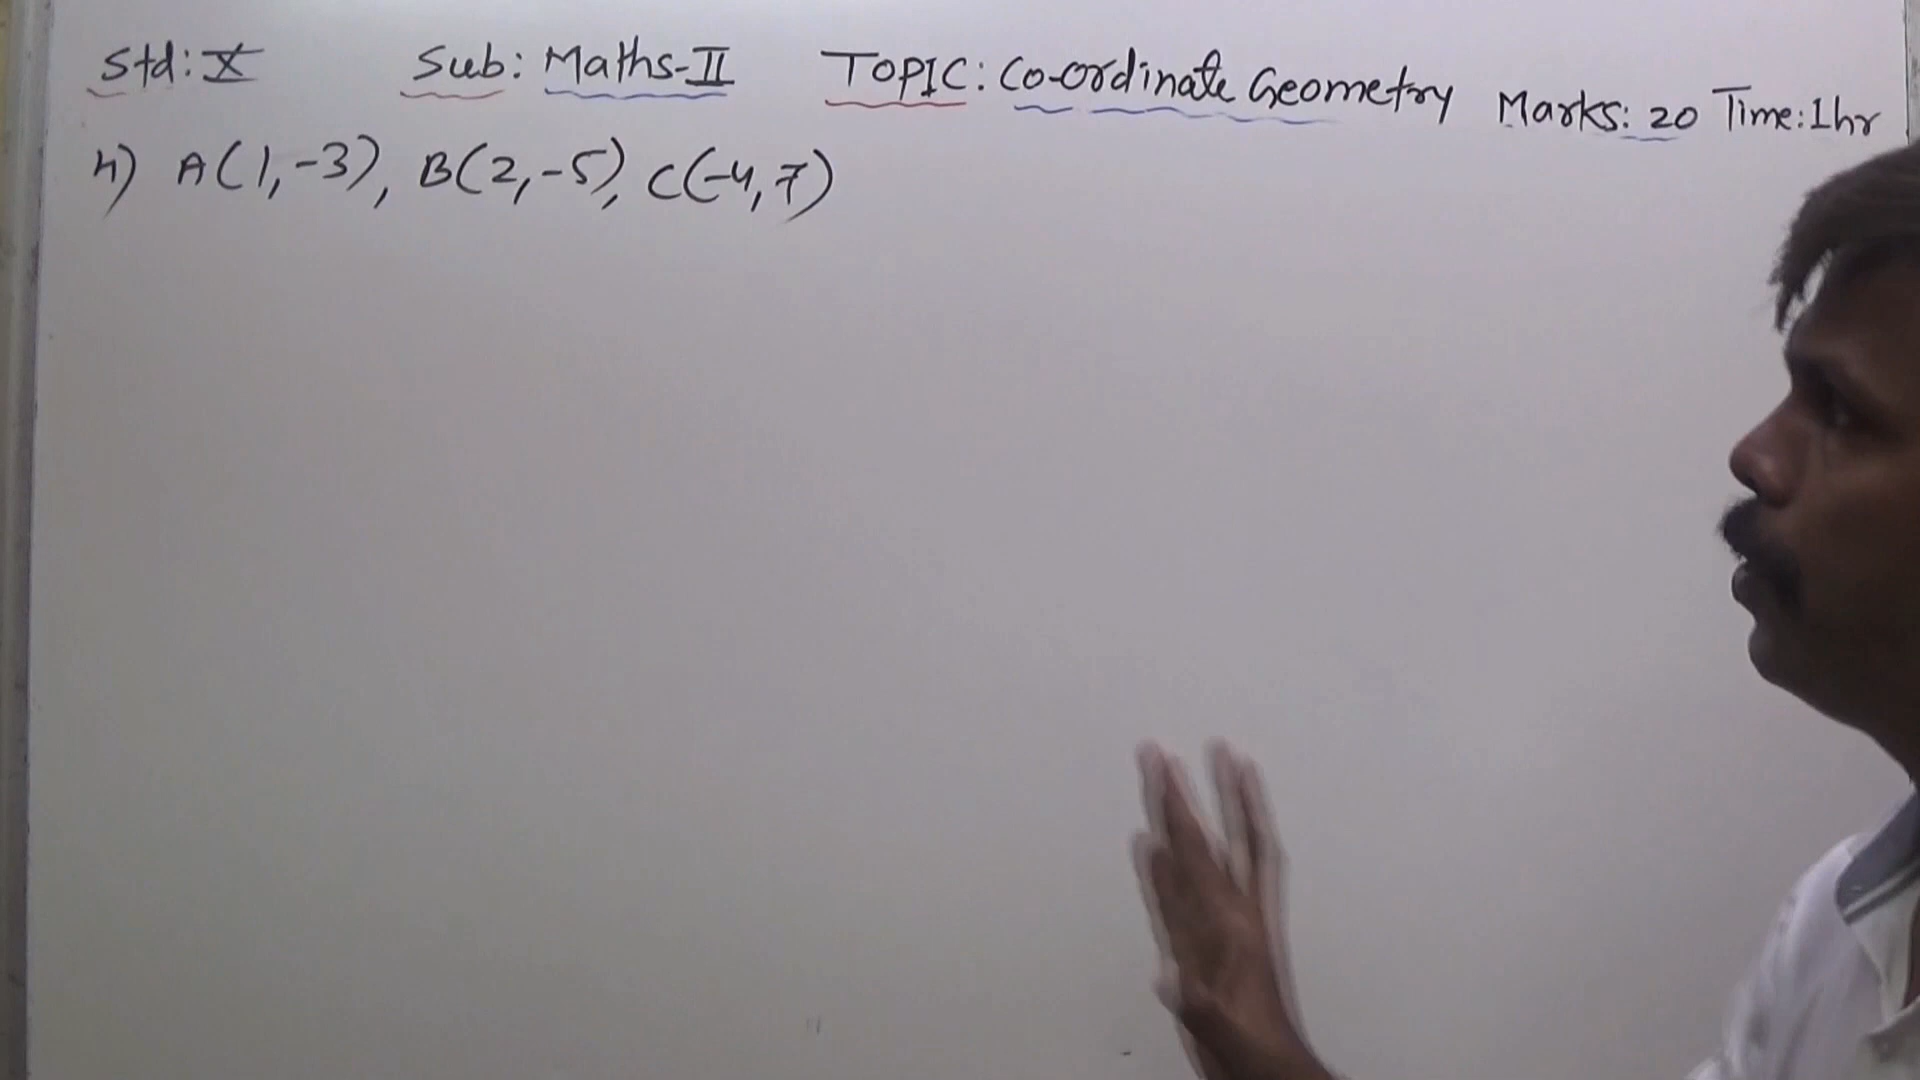 Std: X Sub: Maths-II TOPIC: Co-ordinate Geometry Marks: 20 Time: 1hr
4) A(1,-3), B(2,-5), C(-4,7)